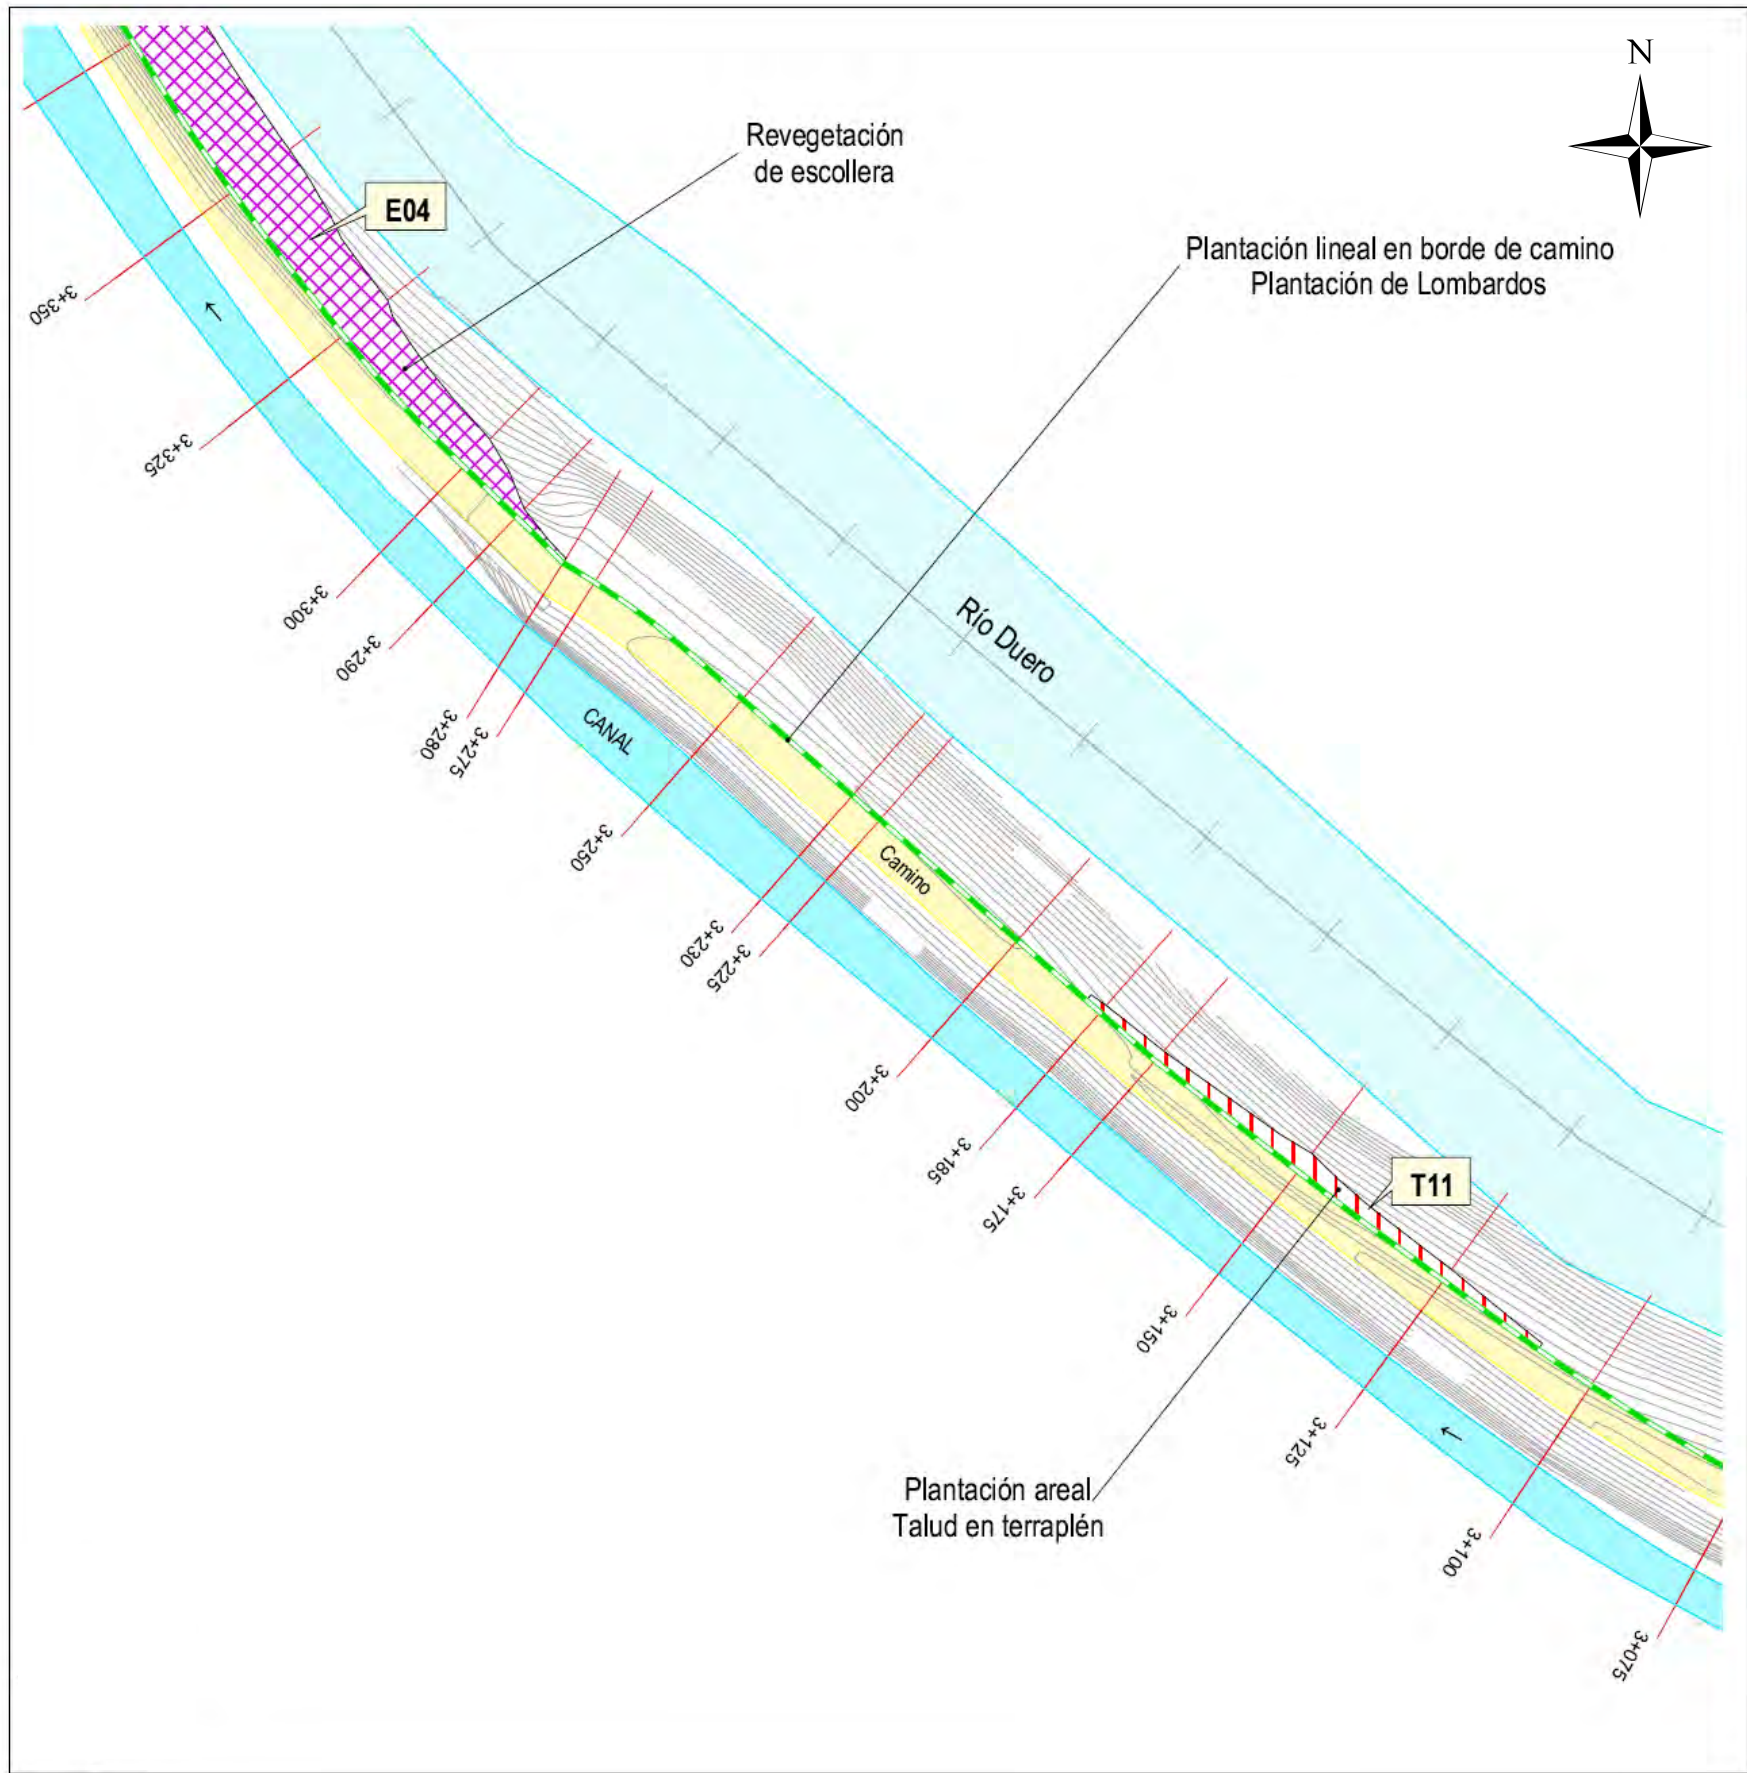 N
Revegetación
de escollera
E04
Plantación lineal en borde de camino
Plantación de Lombardos
3+350
3+325
3+300
3+290
3+280
3+275
Río Duero
CANAL
3+250
Camino
3+230
3+225
3+200
3+185
3+175
T11
3+150
3+125
Plantación areal
Talud en terraplén
3+100
3+075